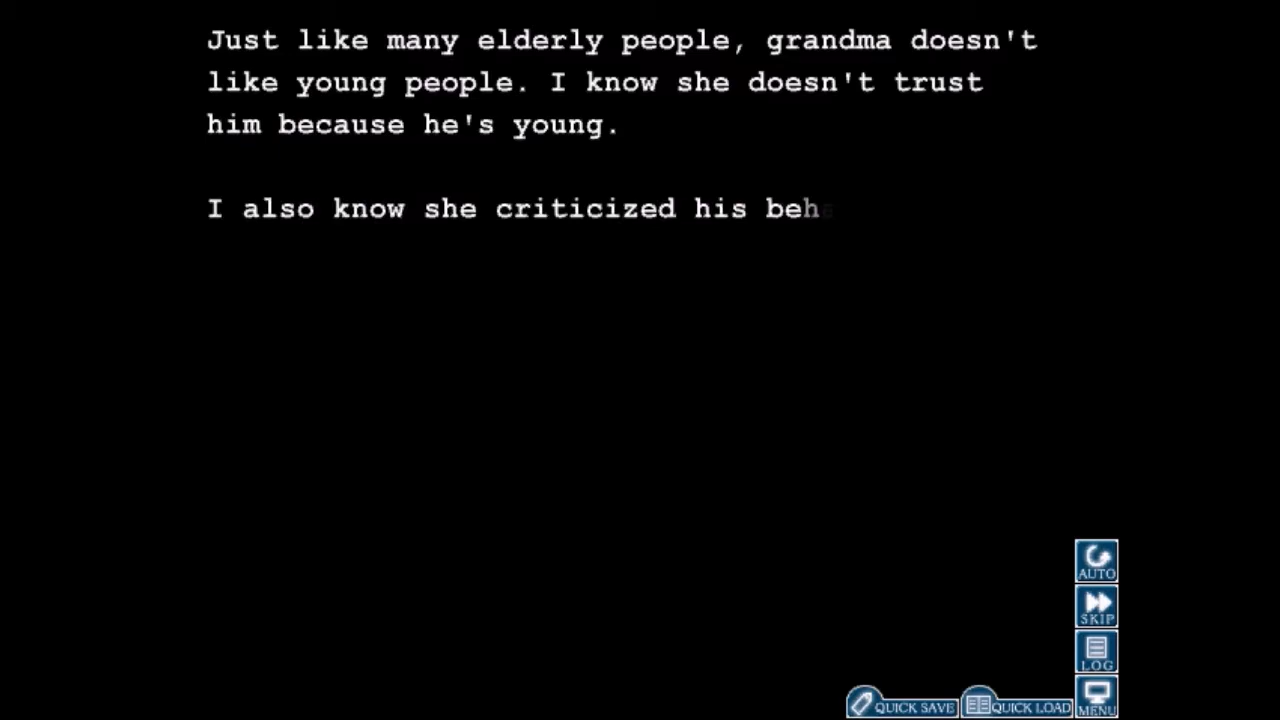 Just like many elderly people, grandma doesn't
like young people. I know she doesn't trust
him because he's young.
I also know she criticized his beh
AUTO
SKIP
LOG
QUICK SAVE
QUICK LOAD
MENU